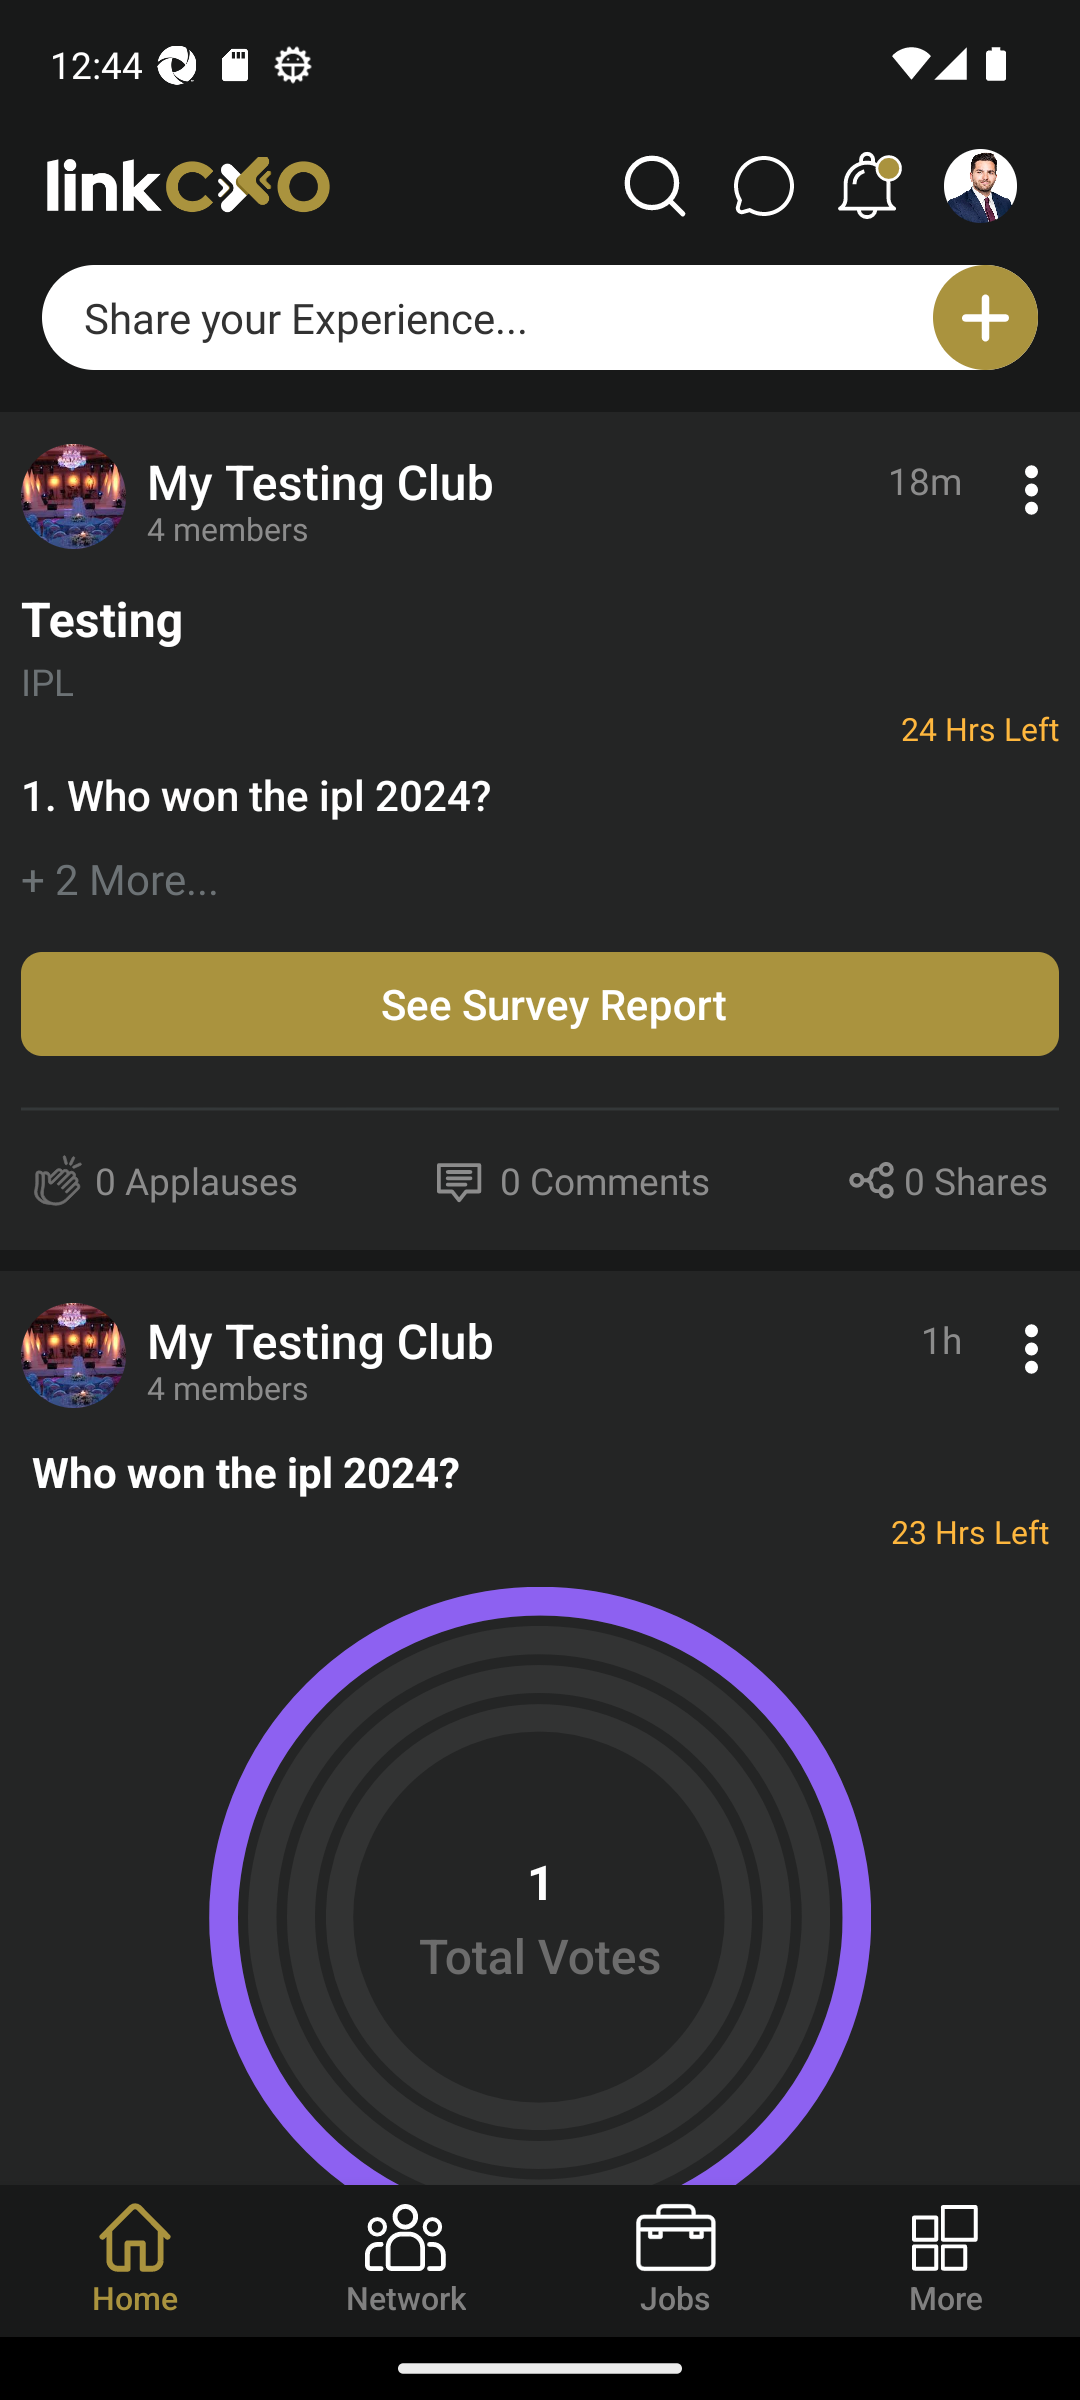 12:44
linkCXO
Share your Experience...
My Testing Club
18m
4 members
Testing
IPL
24 Hrs Left
1. Who won the ipl 2024?
+ 2 More...
See Survey Report
0 Applauses
0 Comments
0 Shares
My Testing Club
1h
4 members
Who won the ipl 2024?
23 Hrs Left
1
Total Votes
Home
Network
Jobs
More